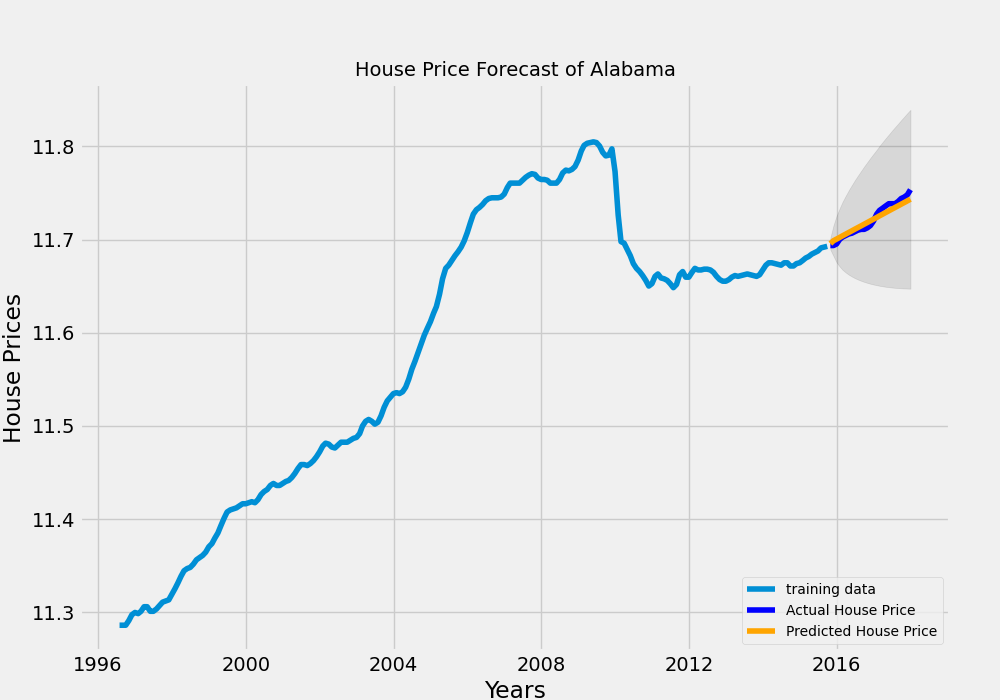 House Price Forecast of Alabama
House Prices
11.8
11.7
11.6
11.5
11.4
11.3
1996 2000 2004 2008 2012 2016
Years
training data
Actual House Price
Predicted House Price